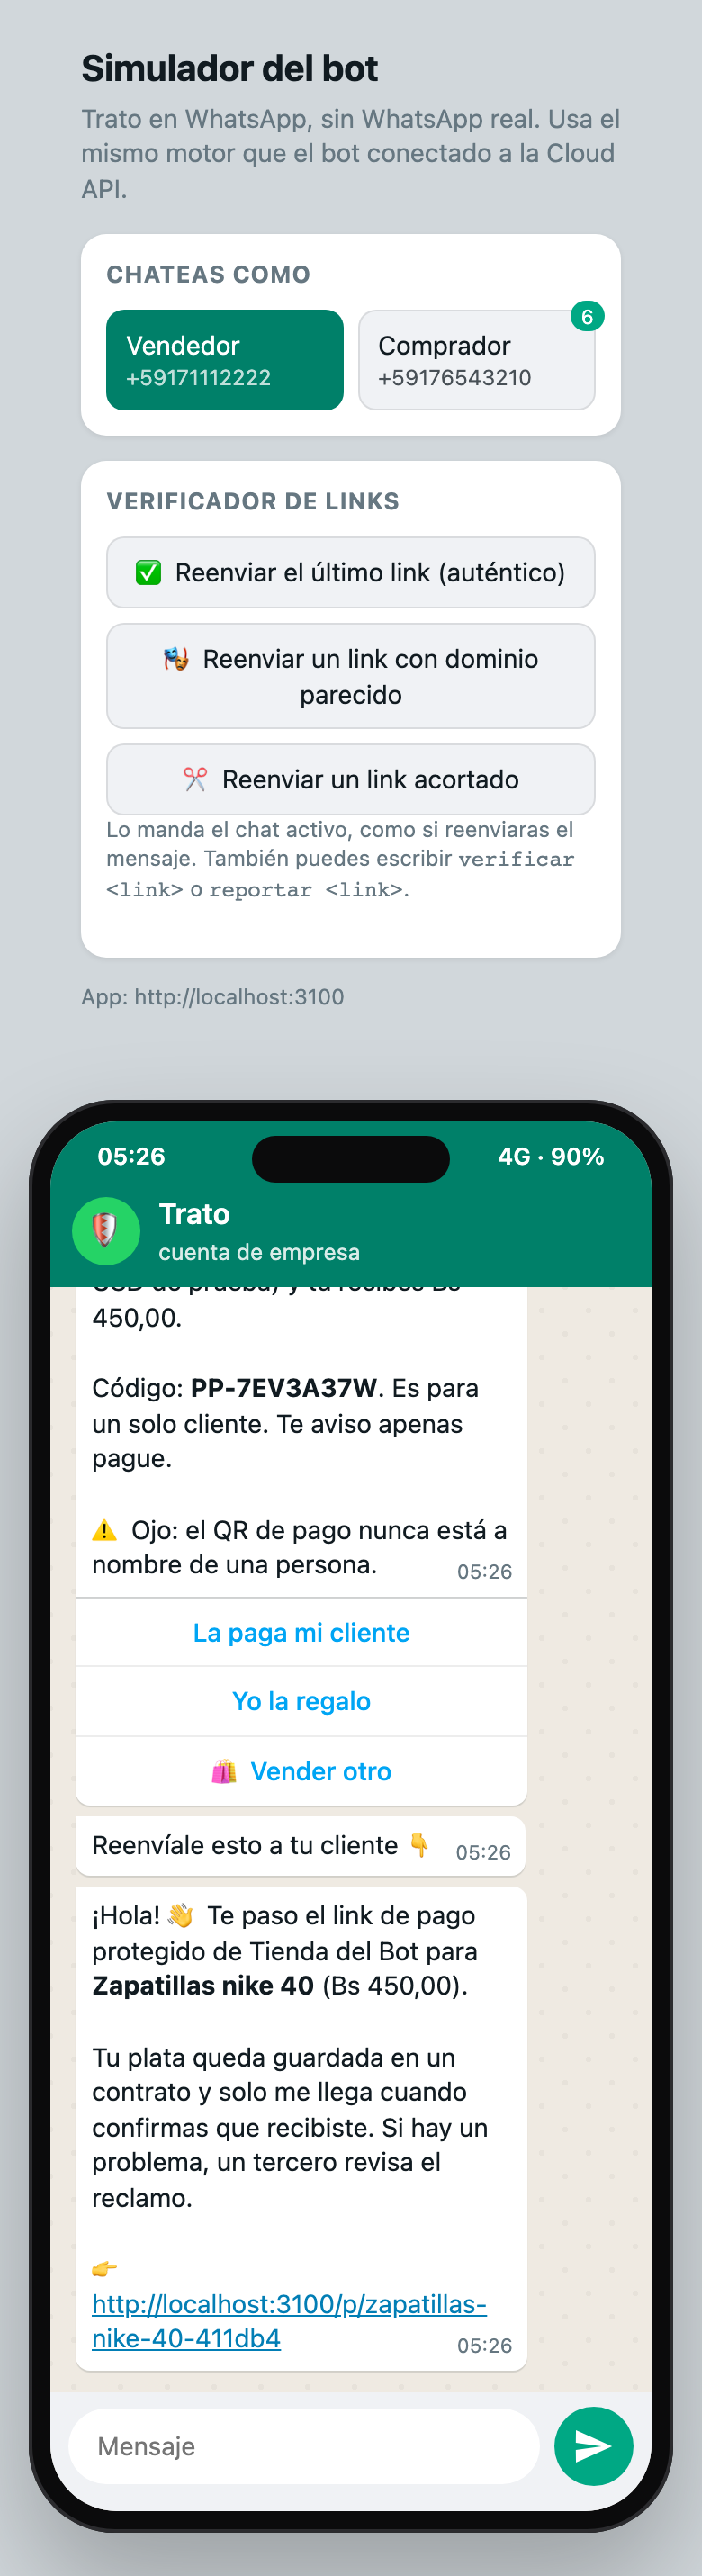 Simulador del bot
Trato en WhatsApp, sin WhatsApp real. Usa el
mismo motor que el bot conectado a la Cloud
API.
CHATEAS COMO
Vendedor
+59171112222
6
Comprador
+59176543210
VERIFICADOR DE LINKS
✅ Reenviar el último link (auténtico)
🎭 Reenviar un link con dominio
parecido
✂️ Reenviar un link acortado
Lo manda el chat activo, como si reenviaras el
mensaje. También puedes escribir verificar
<link> o reportar <link>.
App: http://localhost:3100
05:26
4G · 90%
Trato
cuenta de empresa
USD de prueba) y tú recibes Bs
450,00.
Código: PP-7EV3A37W. Es para
un solo cliente. Te aviso apenas
pague.
⚠️ Ojo: el QR de pago nunca está a
nombre de una persona.
05:26
La paga mi cliente
Yo la regalo
🛍️ Vender otro
Reenvíale esto a tu cliente 👇
05:26
¡Hola! 👋 Te paso el link de pago
protegido de Tienda del Bot para
Zapatillas nike 40 (Bs 450,00).
Tu plata queda guardada en un
contrato y solo me llega cuando
confirmas que recibiste. Si hay un
problema, un tercero revisa el
reclamo.
👉
http://localhost:3100/p/zapatillas-
nike-40-411db4
05:26
Mensaje